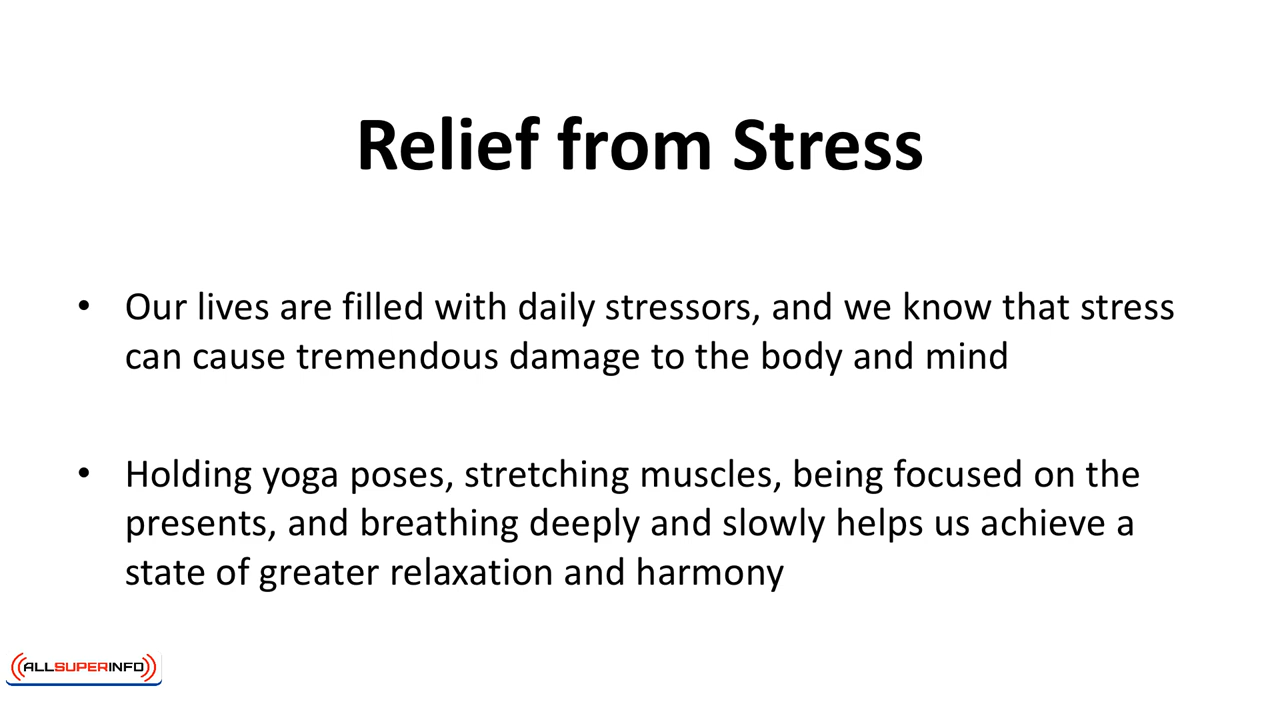 Relief from Stress
• Our lives are filled with daily stressors, and we know that stress
can cause tremendous damage to the body and mind
• Holding yoga poses, stretching muscles, being focused on the
presents, and breathing deeply and slowly helps us achieve a
state of greater relaxation and harmony
ALLSUPERINFO